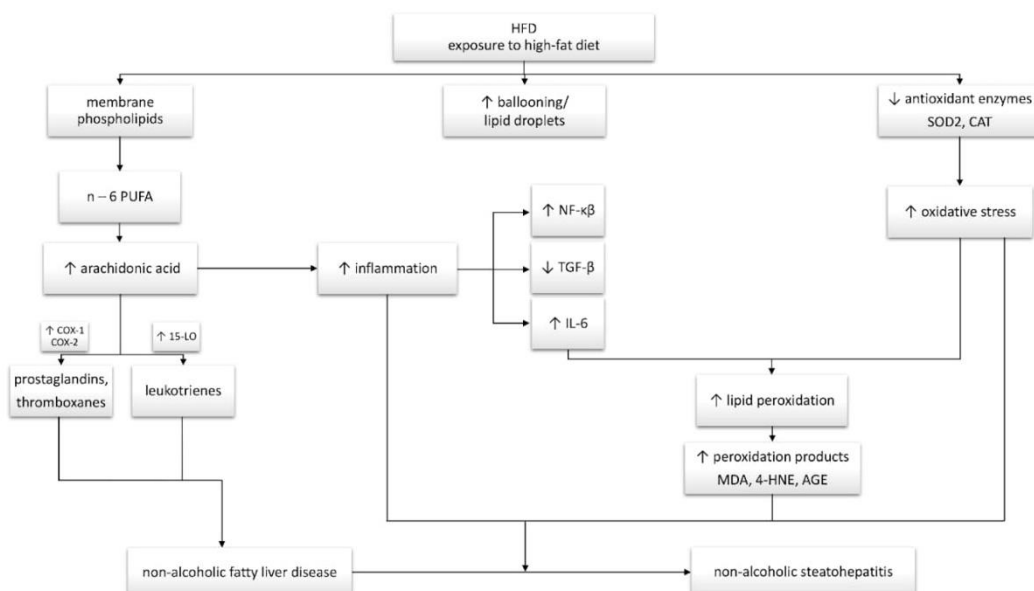 HFD
exposure to high-fat diet
membrane
phospholipids
↑ ballooning/
lipid droplets
↓ antioxidant enzymes
SOD2, CAT
n – 6 PUFA
↑ NF-κβ
↑ oxidative stress
↑ arachidonic acid
↑ inflammation
↓ TGF-β
↑ COX-1
COX-2
↑ 15-LO
↑ IL-6
prostaglandins,
thromboxanes
leukotrienes
↑ lipid peroxidation
↑ peroxidation products
MDA, 4-HNE, AGE
non-alcoholic fatty liver disease
non-alcoholic steatohepatitis